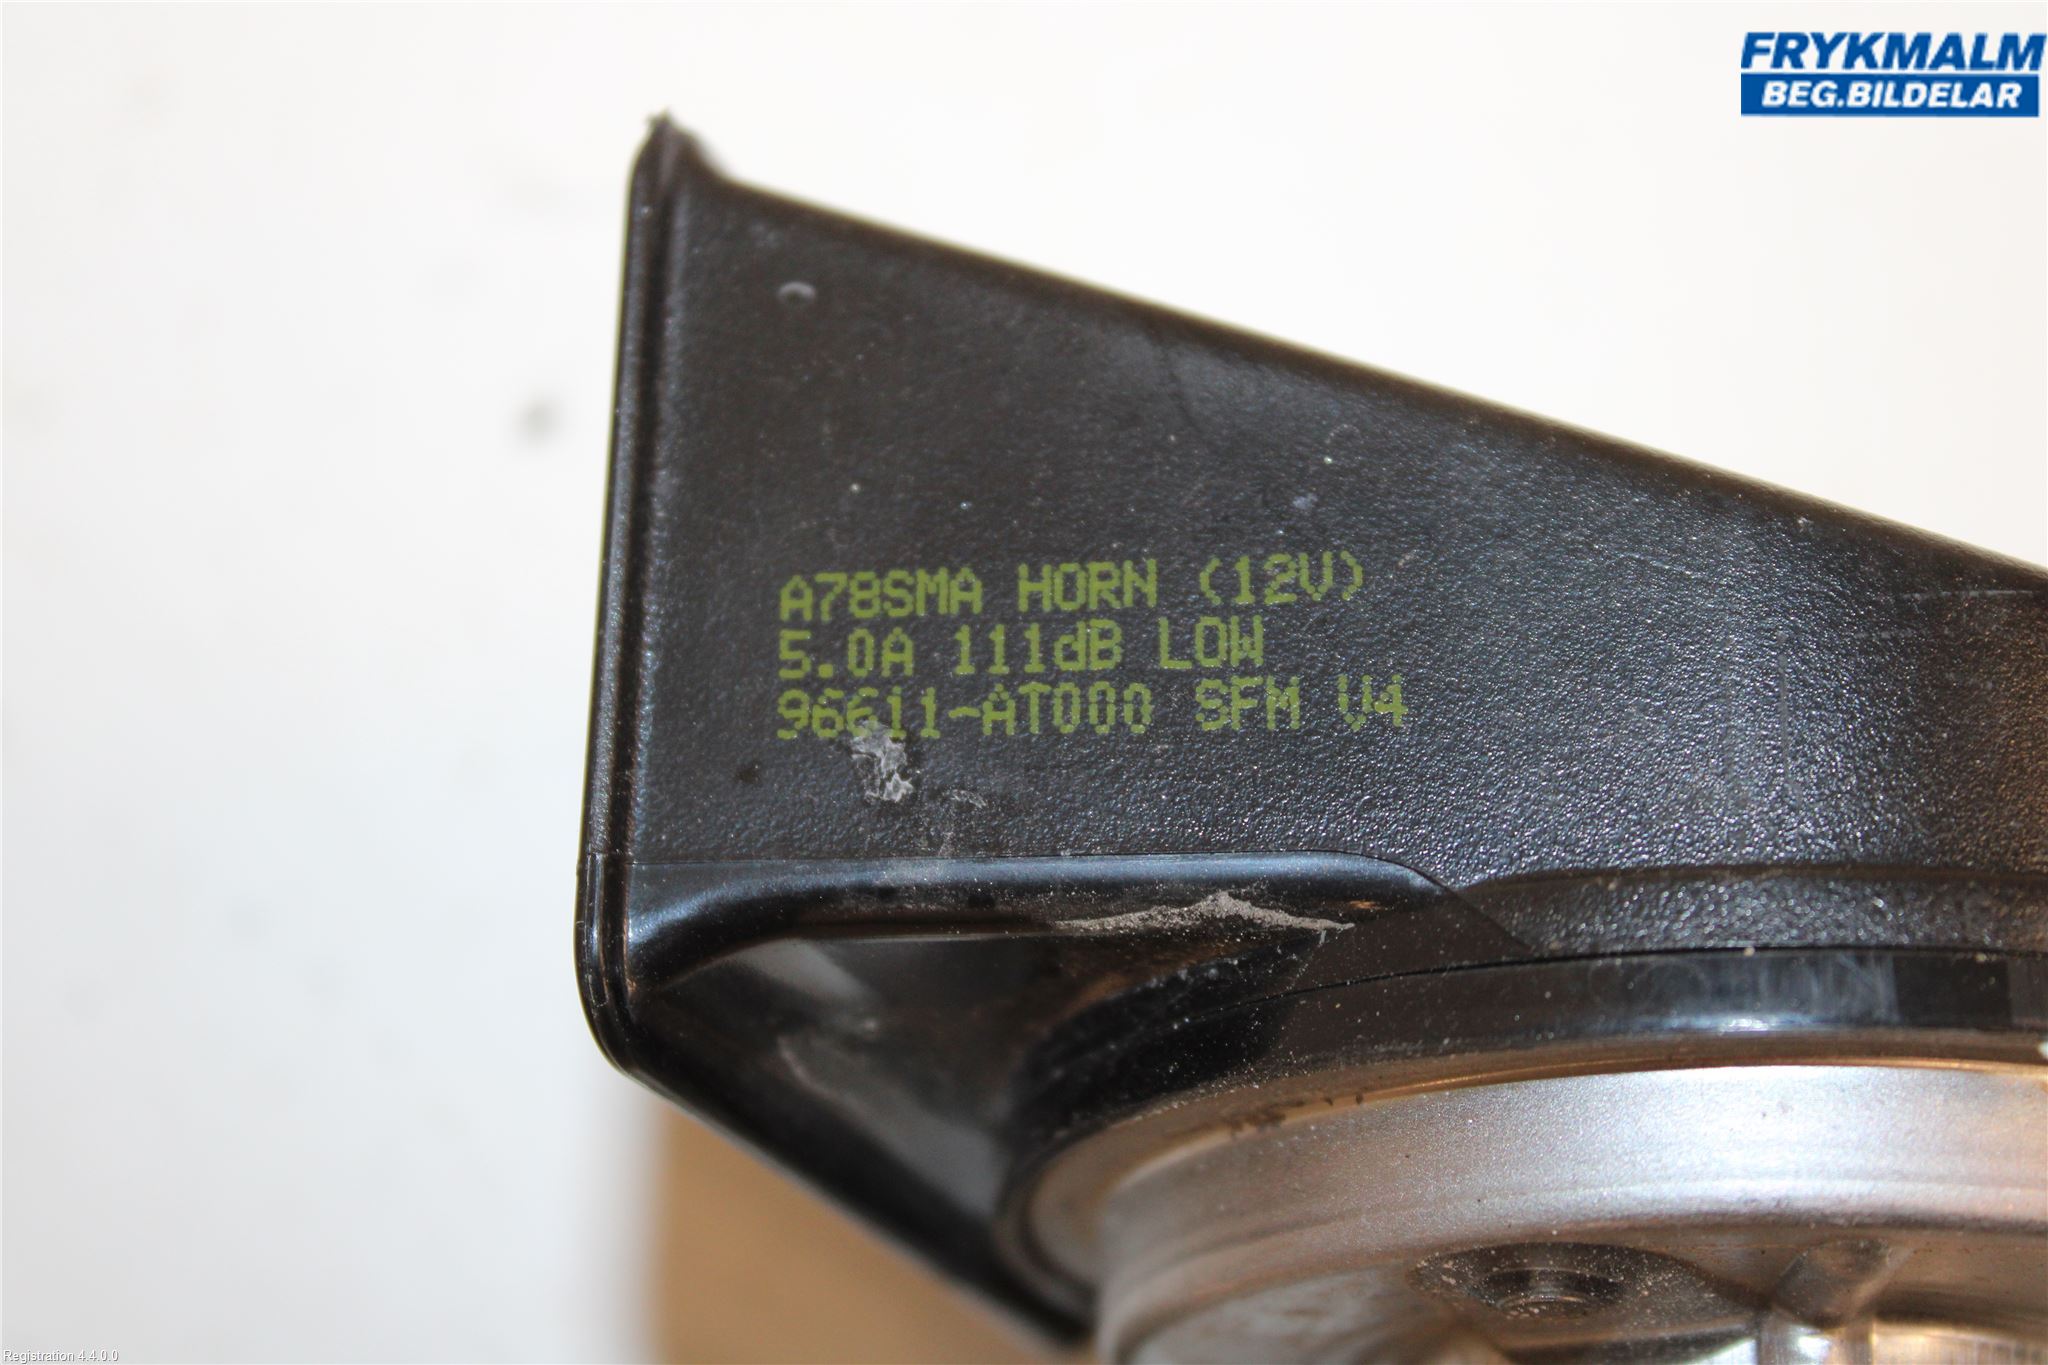 FRYKMALM
BEG.BILDELAR
A78SMA HORN (12V)
5.0A 111dB LOW
96611-AT000 SFM V4
Registration 4.4.0.0